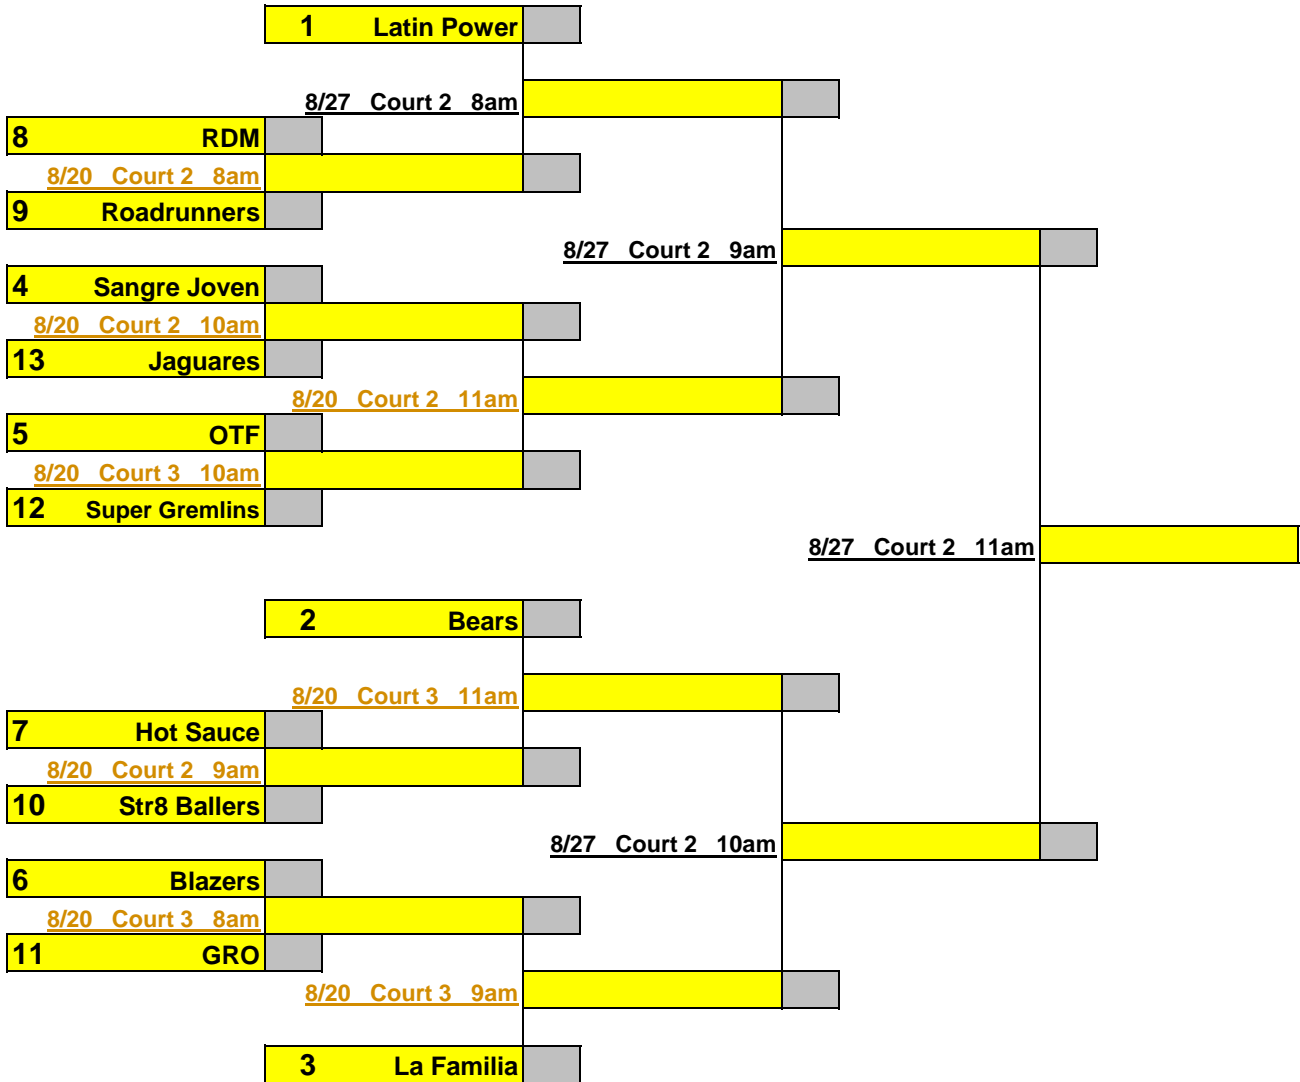 1 Latin Power
8/27 Court 2 8am
8 RDM
8/20 Court 2 8am
9 Roadrunners
8/27 Court 2 9am
4 Sangre Joven
8/20 Court 2 10am
13 Jaguares
8/20 Court 2 11am
5 OTF
8/20 Court 3 10am
12 Super Gremlins
8/27 Court 2 11am
2 Bears
8/20 Court 3 11am
7 Hot Sauce
8/20 Court 2 9am
10 Str8 Ballers
8/27 Court 2 10am
6 Blazers
8/20 Court 3 8am
11 GRO
8/20 Court 3 9am
3 La Familia